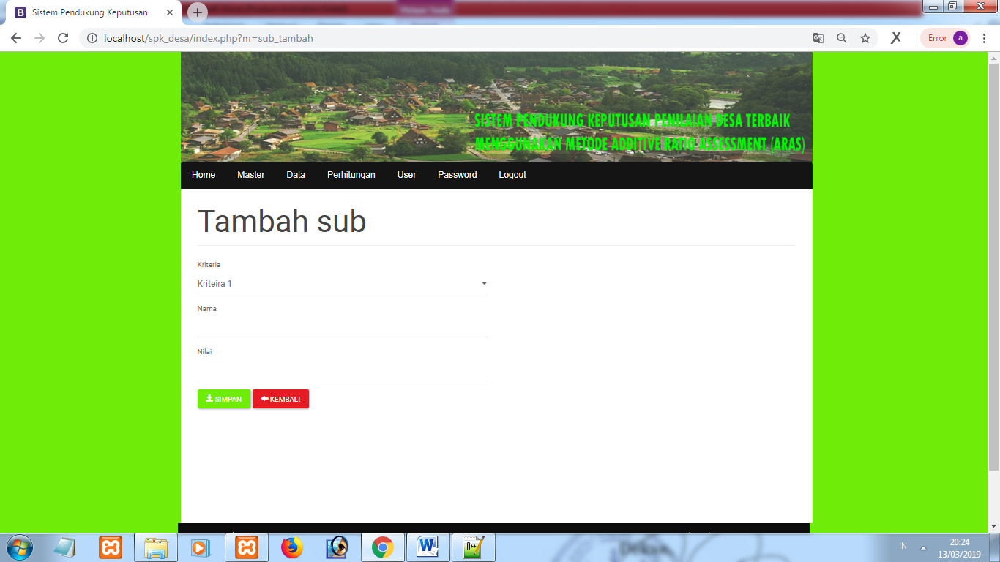 Sistem Pendukung Keputusan
localhost/spk_desa/index.php?m=sub_tambah
Error a
SISTEM PENDUKUNG KEPUTUSAN PENILAIAN DESA TERBAIK
MENGGUNAKAN METODE ADDITIVE RATIO ASSESSMENT (ARAS)
Home Master Data Perhitungan User Password Logout
Tambah sub
Kriteria
Kriteira 1
Nama
Nilai
SIMPAN KEMBALI
IN 20:24
13/03/2019